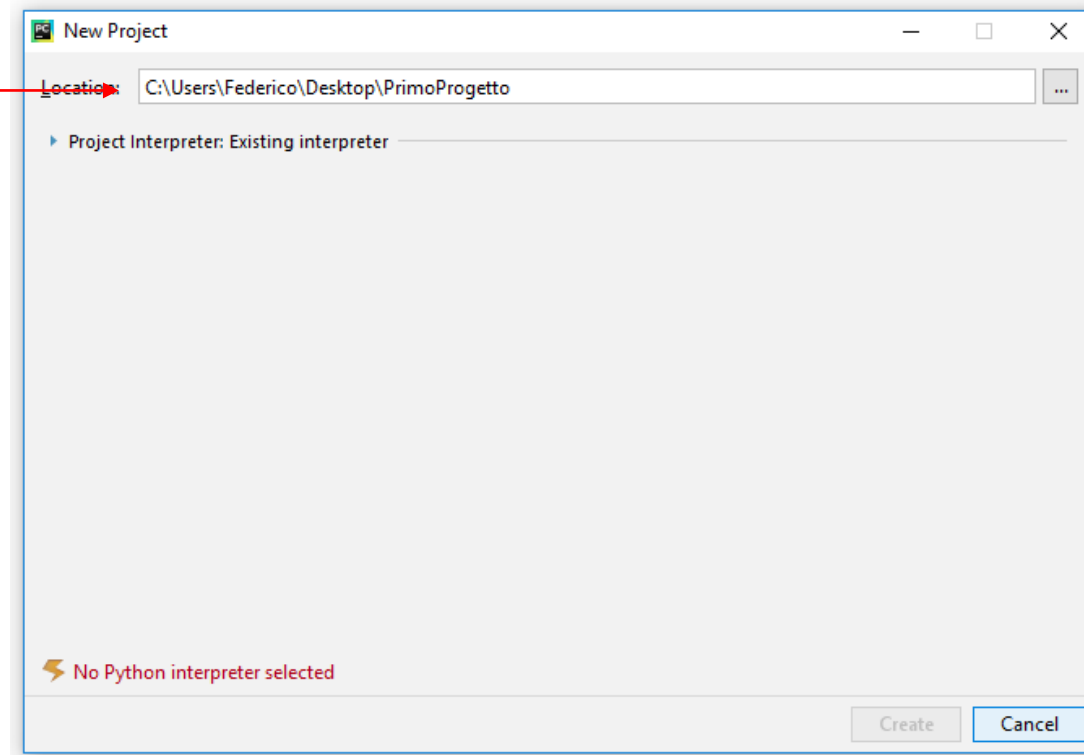 New Project
Location: C:\Users\Federico\Desktop\PrimoProgetto ...
Project Interpreter: Existing interpreter
No Python interpreter selected
Create Cancel